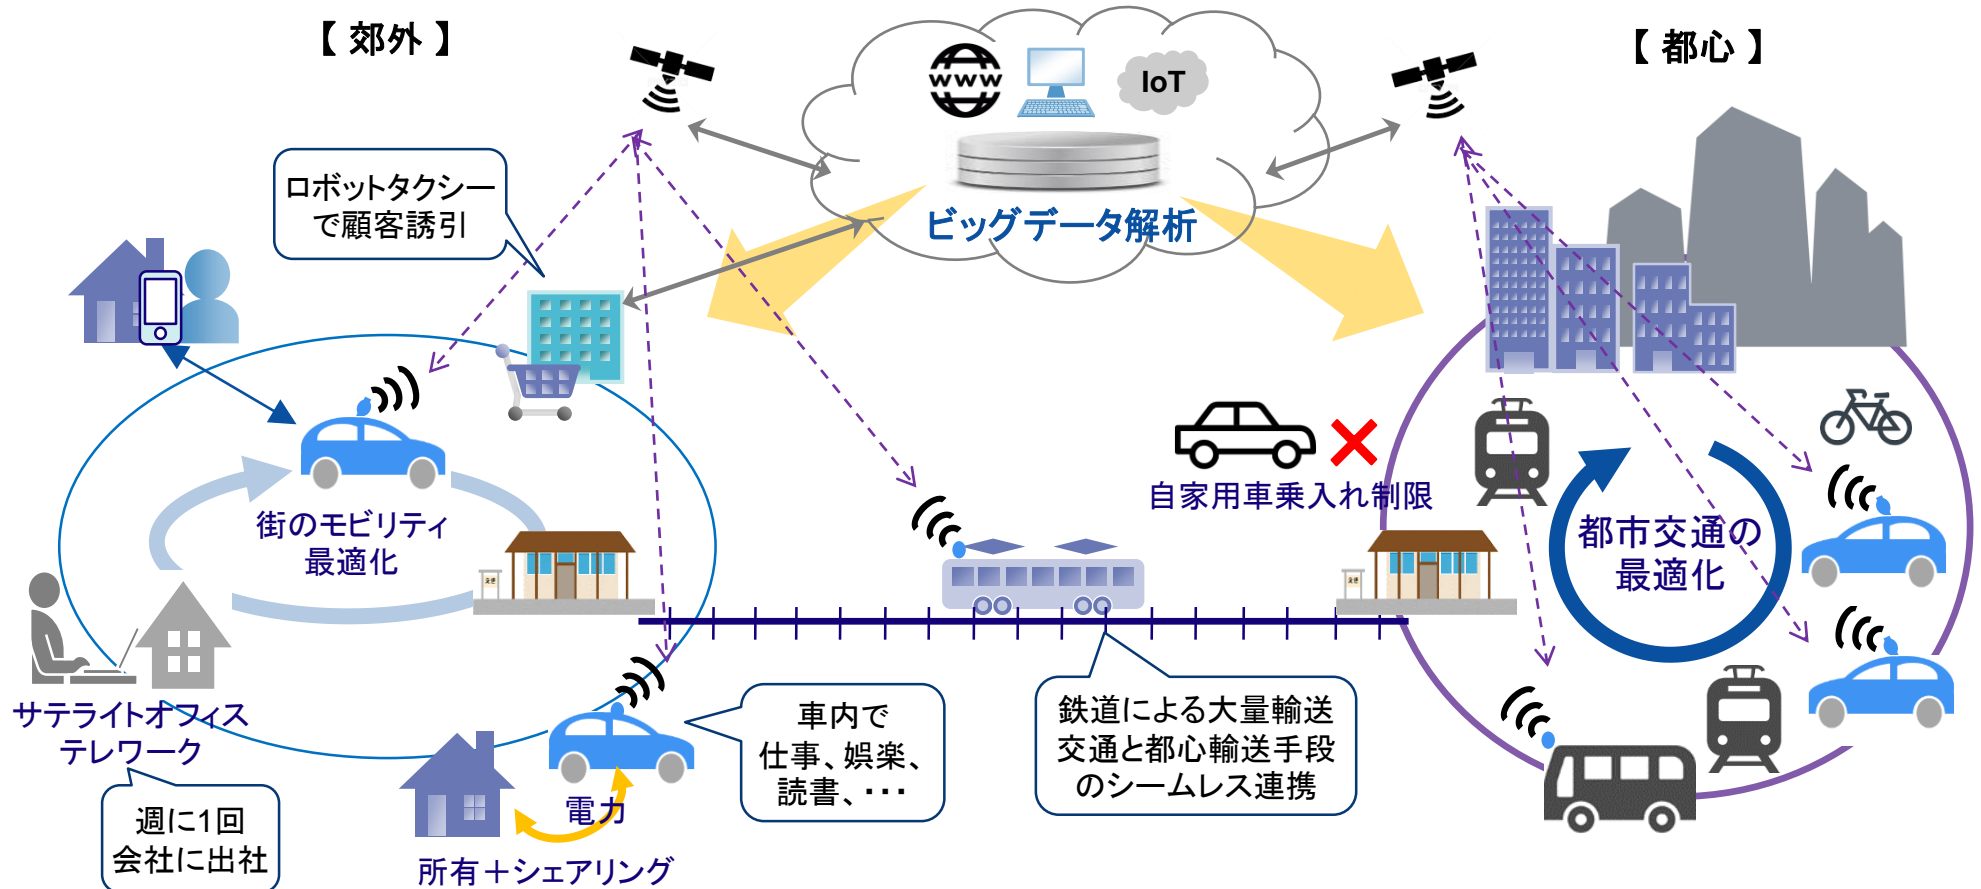 【 郊外 】
【 都心 】
www
IoT
ビッグデータ解析
ロボットタクシー
で顧客誘引
街のモビリティ
最適化
自家用車乗入れ制限
都市交通の
最適化
サテライトオフィス
テレワーク
週に1回
会社に出社
電力
所有＋シェアリング
車内で
仕事、娯楽、
読書、・・・
鉄道による大量輸送
交通と都心輸送手段
のシームレス連携